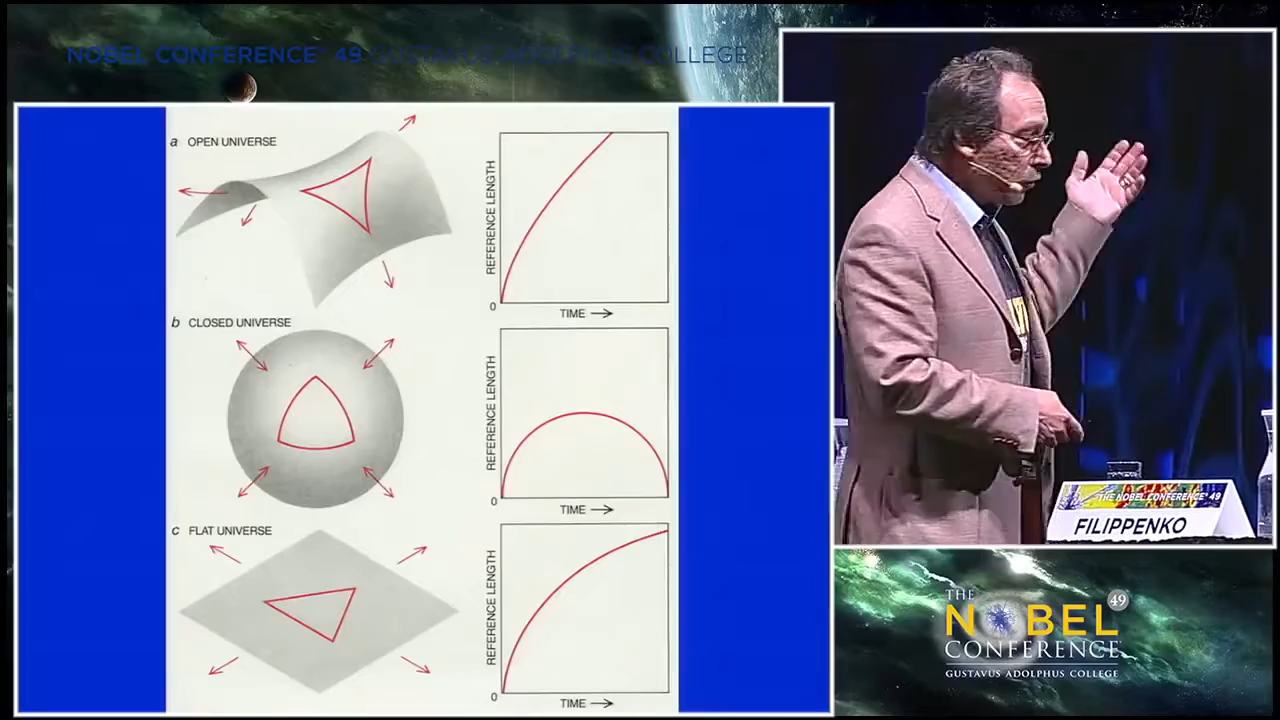 NOBEL CONFERENCE® 49 GUSTAVUS ADOLPHUS COLLEGE
a OPEN UNIVERSE
REFERENCE LENGTH
0
TIME
b CLOSED UNIVERSE
REFERENCE LENGTH
0
TIME
c FLAT UNIVERSE
REFERENCE LENGTH
0
TIME
THE NOBEL CONFERENCE® 49
FILIPPENKO
THE
49
NOBEL
CONFERENCE
GUSTAVUS ADOLPHUS COLLEGE